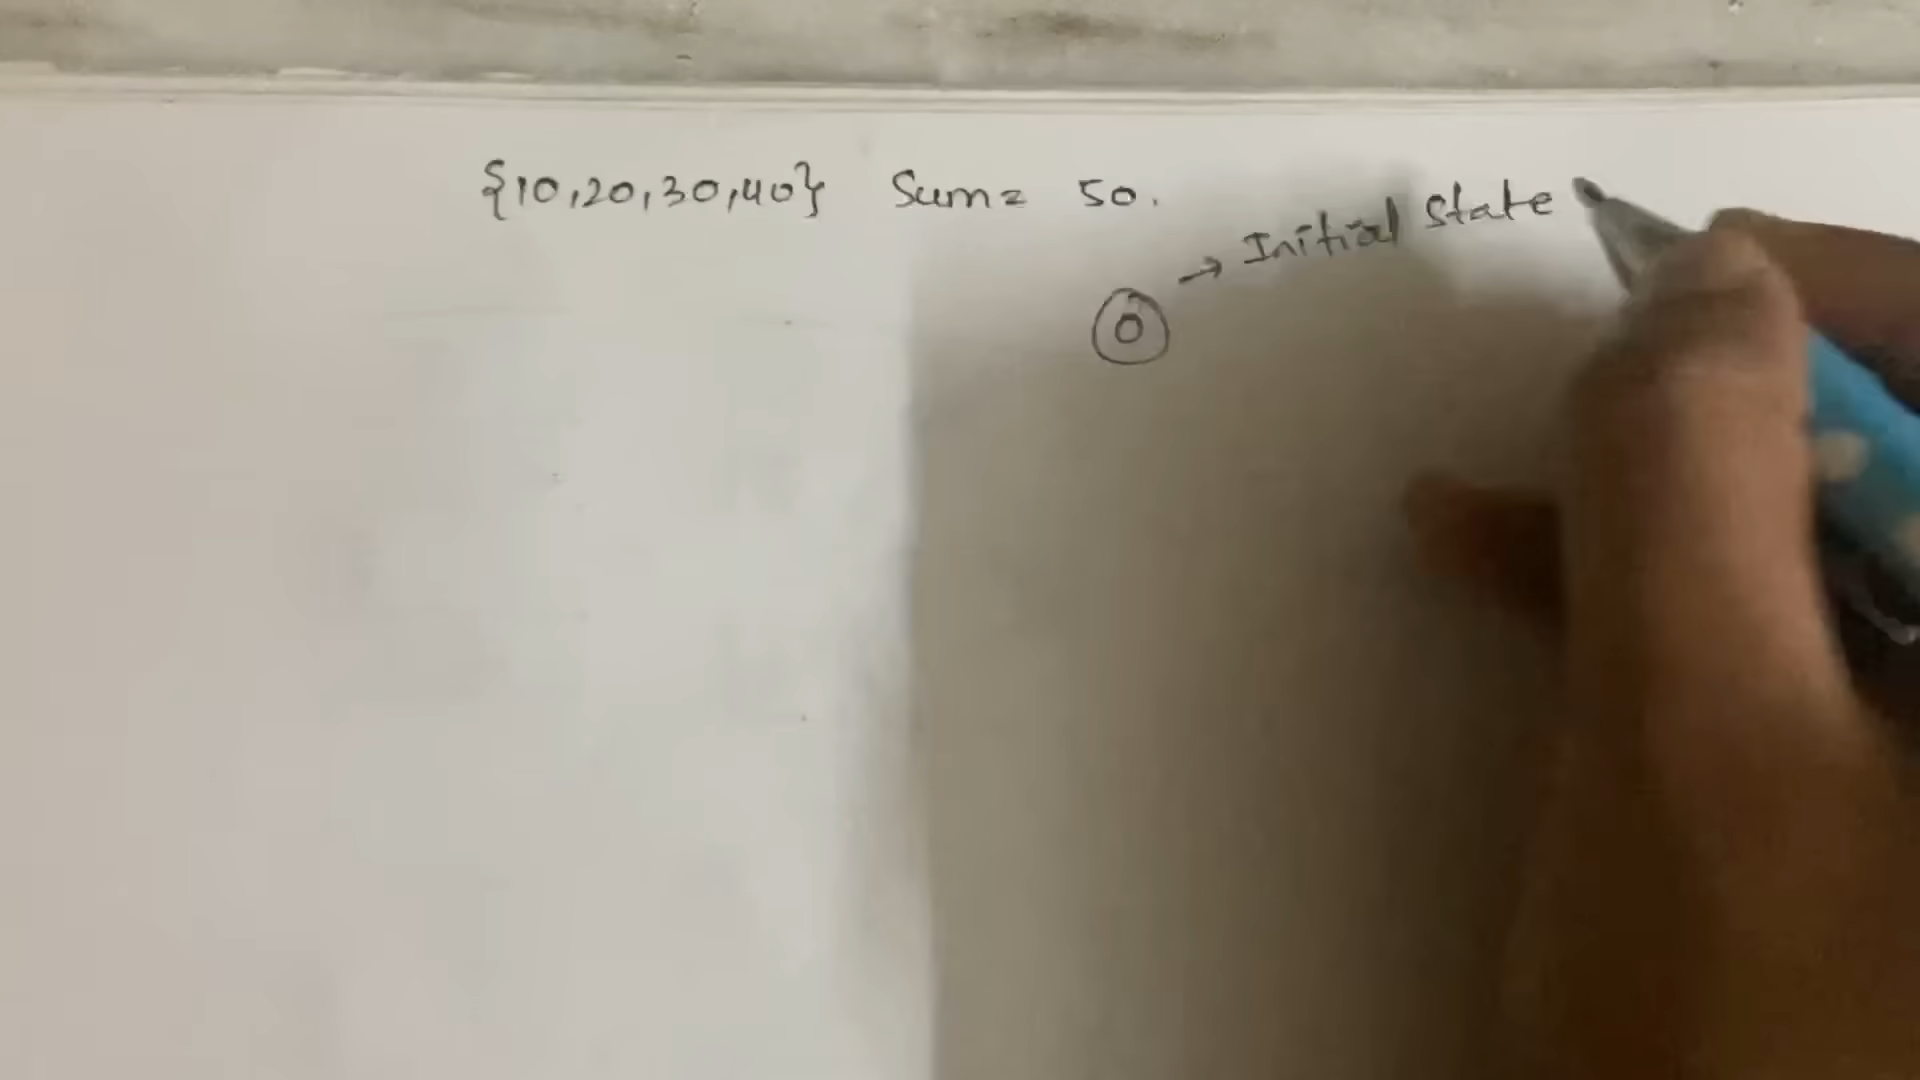 {10,20,30,40} Sum= 50.
→ Initial State
0